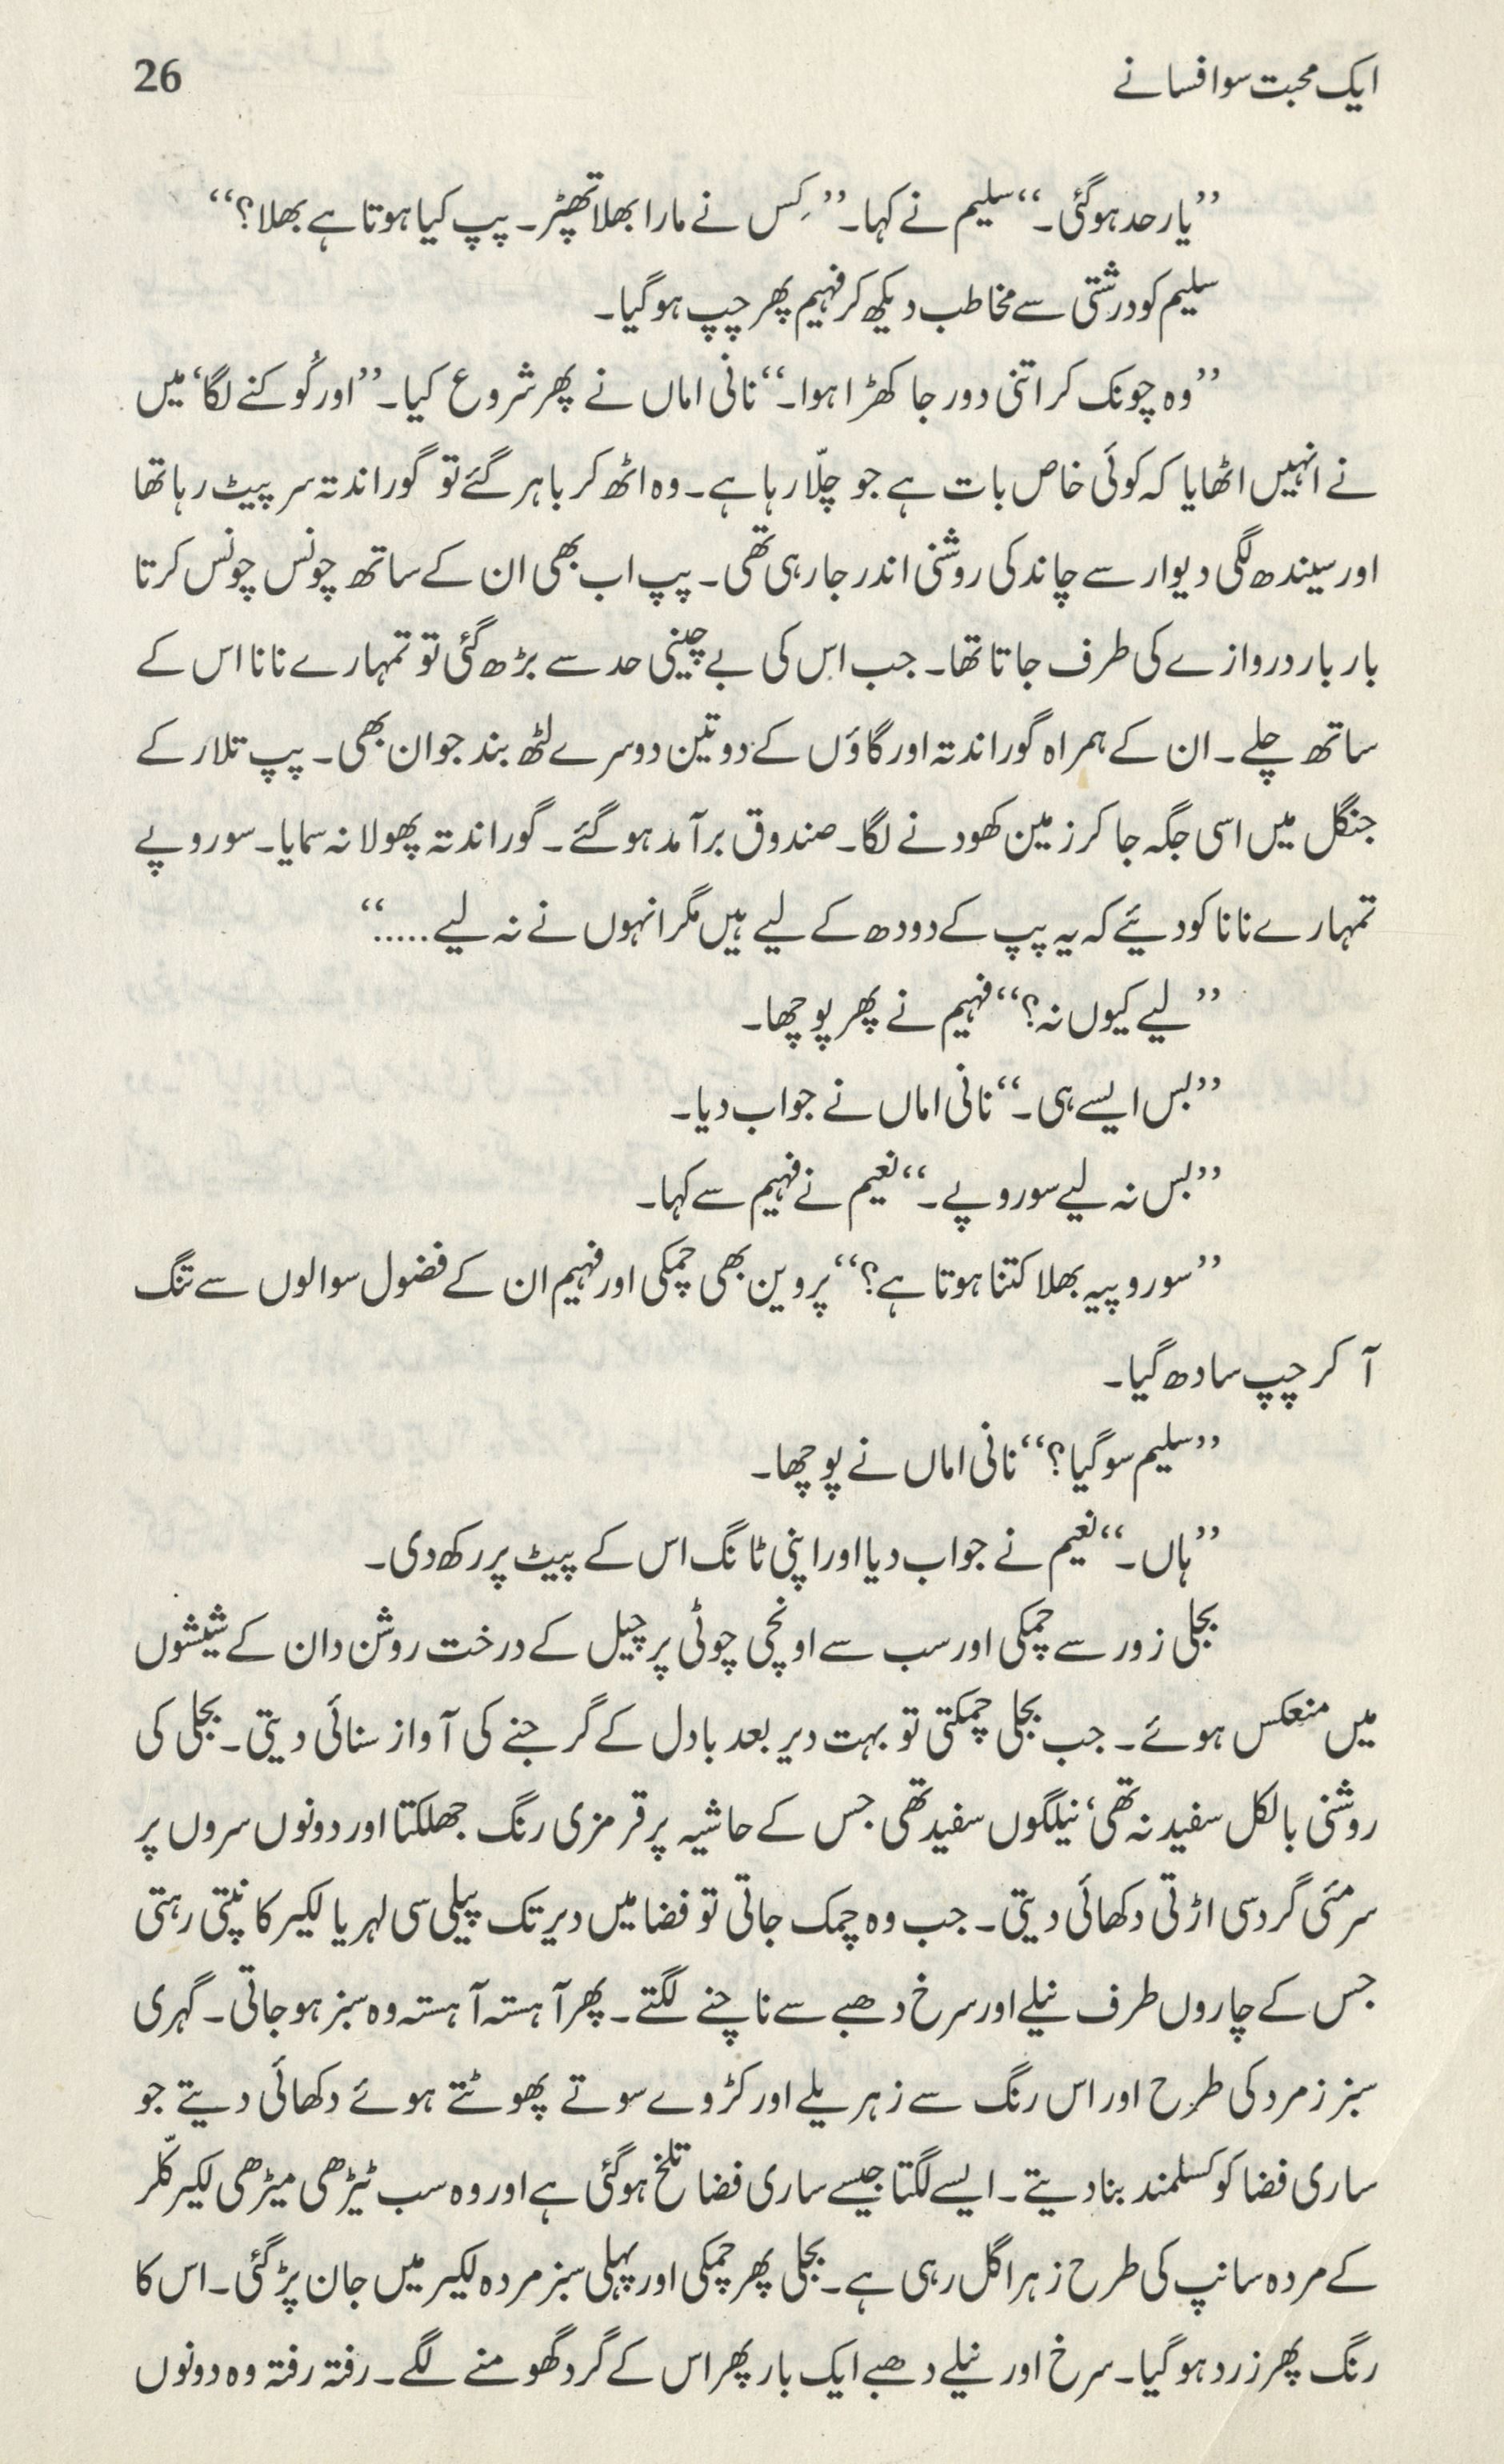 ایک محبت سو افسانے
26
’’یار حد ہوگئی۔‘‘ سلیم نے کہا۔ ’’کِس نے مارا بھلا تھپڑ۔ پپ کیا ہوتا ہے بھلا؟‘‘
سلیم کو درشتی سے مخاطب دیکھ کر فہیم پھر چپ ہوگیا۔
’’وہ چونک کر اتنی دور جا کھڑا ہوا۔‘‘ نانی اماں نے پھر شروع کیا۔ ’’اور کُوکنے لگا‘ میں
نے انہیں اٹھایا کہ کوئی خاص بات ہے جو چلّا رہا ہے۔ وہ اٹھ کر باہر گئے تو گوراندتہ سر پیٹ رہا تھا
اور سیندھ لگی دیوار سے چاند کی روشنی اندر جارہی تھی۔ پپ اب بھی ان کے ساتھ چونس چونس کرتا
بار بار دروازے کی طرف جاتا تھا۔ جب اس کی بے چینی حد سے بڑھ گئی تو تمہارے نانا اس کے
ساتھ چلے۔ ان کے ہمراہ گوراندتہ اور گاؤں کے دو تین دوسرے لٹھ بند جوان بھی۔ پپ تلار کے
جنگل میں اسی جگہ جا کر زمین کھودنے لگا۔ صندوق برآمد ہوگئے۔ گوراندتہ پھولا نہ سمایا۔ سو روپے
تمہارے نانا کو دیئے کہ یہ پپ کے دودھ کے لیے ہیں مگر انہوں نے نہ لیے.....‘‘
’’لیے کیوں نہ؟‘‘ فہیم نے پھر پوچھا۔
’’بس ایسے ہی۔‘‘ نانی اماں نے جواب دیا۔
’’بس نہ لیے سو روپے۔‘‘ نعیم نے فہیم سے کہا۔
’’سو روپیہ بھلا کتنا ہوتا ہے؟‘‘ پروین بھی چمکی اور فہیم ان کے فضول سوالوں سے تنگ
آ کر چپ سادھ گیا۔
’’سلیم سوگیا؟‘‘ نانی اماں نے پوچھا۔
’’ہاں۔‘‘ نعیم نے جواب دیا اور اپنی ٹانگ اس کے پیٹ پر رکھ دی۔
بجلی زور سے چمکی اور سب سے اونچی چوٹی پر چیل کے درخت روشن دان کے شیشوں
میں منعکس ہوئے۔ جب بجلی چمکتی تو بہت دیر بعد بادل کے گرجنے کی آواز سنائی دیتی۔ بجلی کی
روشنی بالکل سفید نہ تھی‘ نیلگوں سفید تھی جس کے حاشیہ پر قرمزی رنگ جھلکتا اور دونوں سروں پر
سرمئی گرد سی اڑتی دکھائی دیتی۔ جب وہ چمک جاتی تو فضا میں دیر تک پیلی سی لہریا لکیر کانپتی رہتی
جس کے چاروں طرف نیلے اور سرخ دھبے سے ناچنے لگتے۔ پھر آہستہ آہستہ وہ سبز ہوجاتی۔ گہری
سبز زمرد کی طرح اور اس رنگ سے زہریلے اور کڑوے سوتے پھوٹتے ہوئے دکھائی دیتے جو
ساری فضا کو کسلمند بنا دیتے۔ ایسے لگتا جیسے ساری فضا تلخ ہوگئی ہے اور وہ سب ٹیڑھی میڑھی لکیر کلّر
کے مردہ سانپ کی طرح زہر اگل رہی ہے۔ بجلی پھر چمکی اور پہلی سبز مردہ لکیر میں جان پڑ گئی۔ اس کا
رنگ پھر زرد ہوگیا۔ سرخ اور نیلے دھبے ایک بار پھر اس کے گرد گھومنے لگے۔ رفتہ رفتہ وہ دونوں